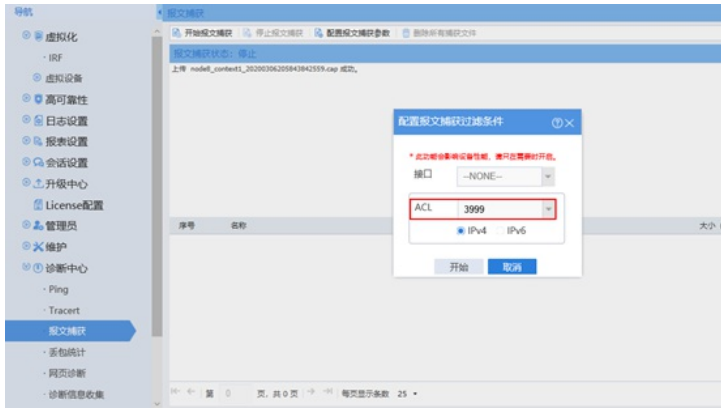 导航
虚拟化
· IRF
虚拟设备
高可靠性
日志设置
报表设置
会话设置
升级中心
License配置
管理员
维护
诊断中心
· Ping
· Tracert
报文捕获
· 丢包统计
· 网页诊断
· 诊断信息收集
报文捕获
开始报文捕获 停止报文捕获 配置报文捕获参数 删除所有捕获文件
报文捕获状态：停止
上传 node8_context1_20200306205843842559.cap 成功。
序号 名称 大小
配置报文捕获过滤条件
* 此功能会影响设备性能，请只在需要时开启。
接口 --NONE--
ACL 3999
IPv4 IPv6
开始 取消
第 0 页，共 0 页 每页显示条数 25